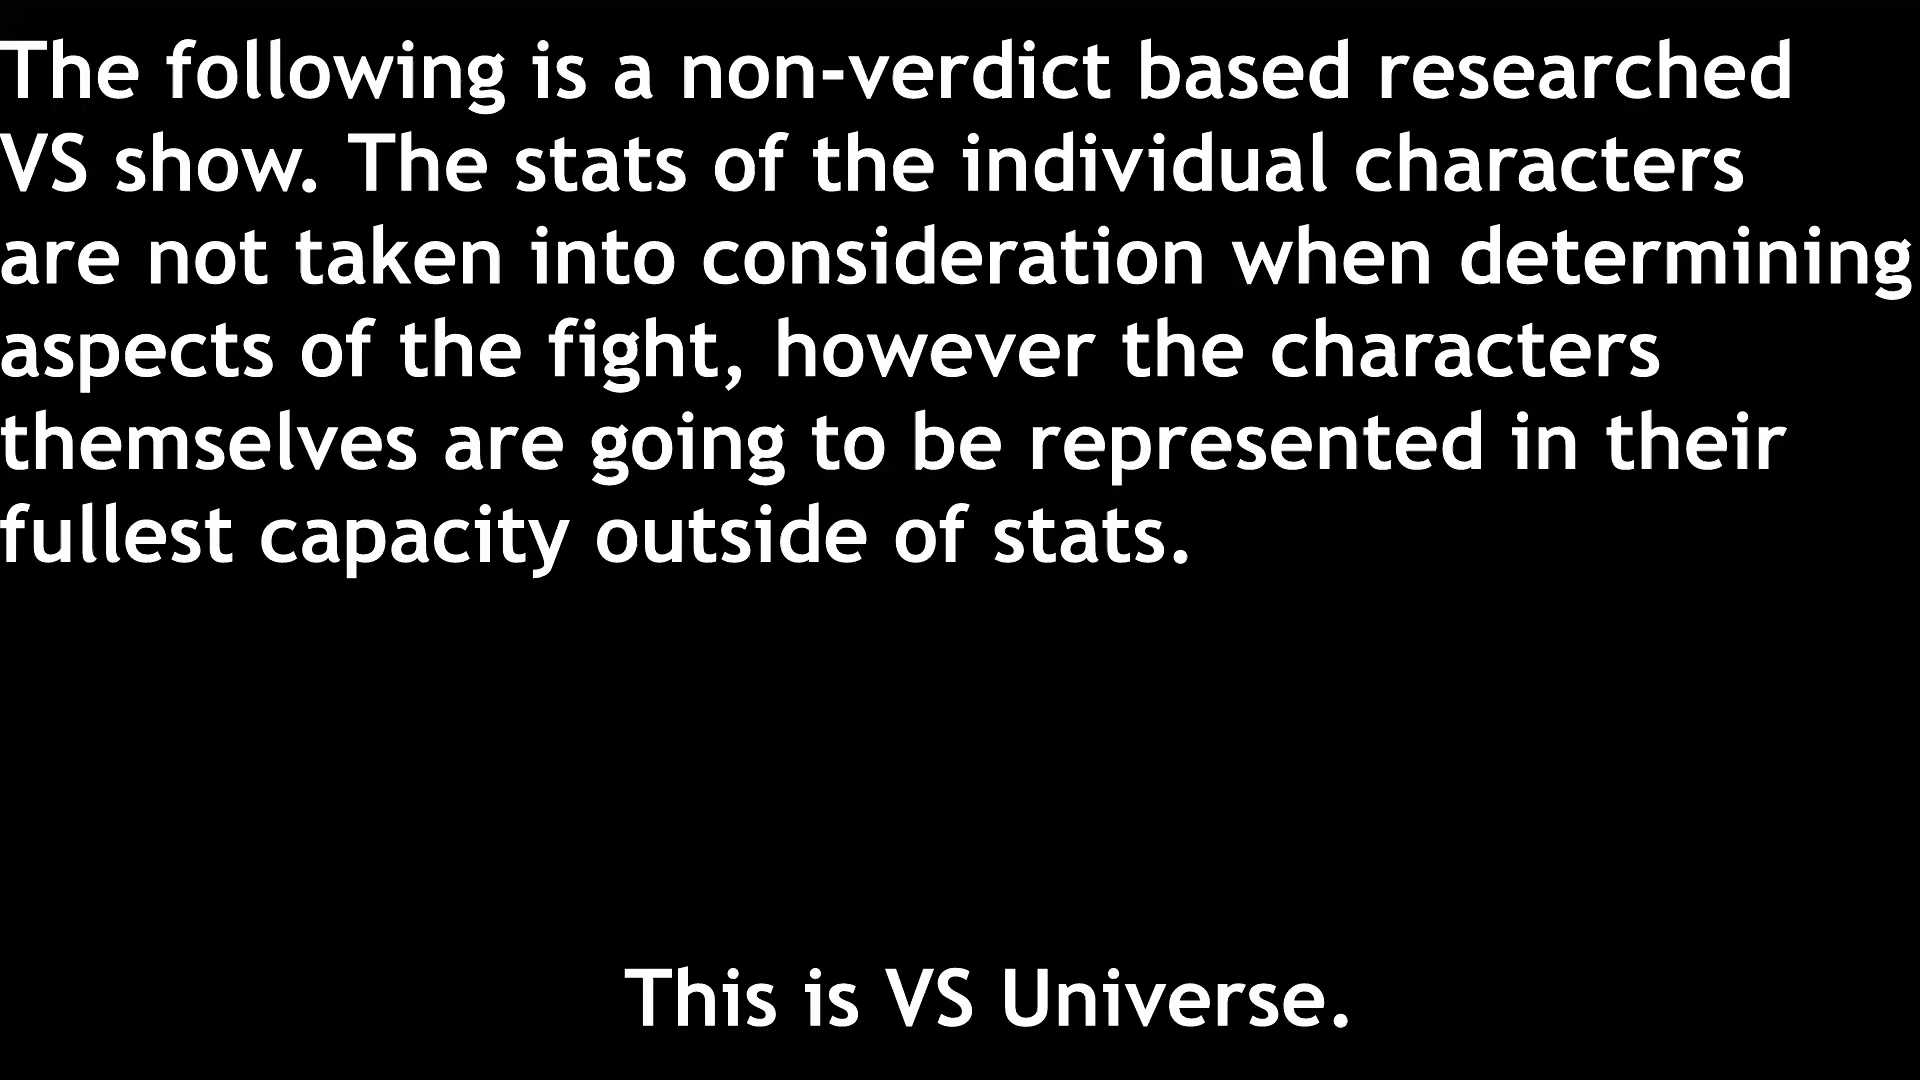 The following is a non-verdict based researched
VS show. The stats of the individual characters
are not taken into consideration when determining
aspects of the fight, however the characters
themselves are going to be represented in their
fullest capacity outside of stats.
This is VS Universe.